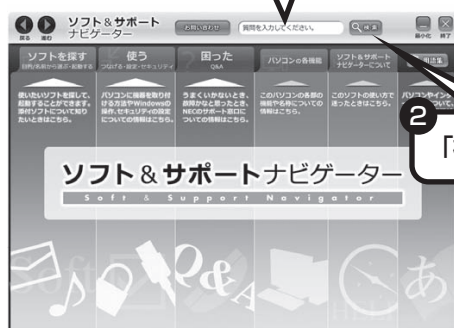 ソフト&サポート
ナビゲーター
戻る 進む
お問い合わせ
質問を入力してください。
検索
最小化 終了
ソフトを探す
目的/名前から選ぶ・起動する
使う
つなげる・設定・セキュリティ
困った
Q&A
パソコンの各機能
ソフト&サポート
ナビゲーターについて
用語集
使いたいソフトを探して、
起動することができます。
添付ソフトについて知り
たいときはこちら。
パソコンに機器を取り付
ける方法やWindowsの
操作、セキュリティの設定
についての情報はこちら。
うまくいかないとき、
故障かなと思ったとき、
NECのサポート窓口に
ついての情報はこちら。
このパソコンの各部の
機能や名称についての
情報はこちら。
このソフトの使い方で
迷ったときはこちら。
パソコンやイン
2
ソフト&サポートナビゲーター
Soft & Support Navigator
Soft
Q&A
あ